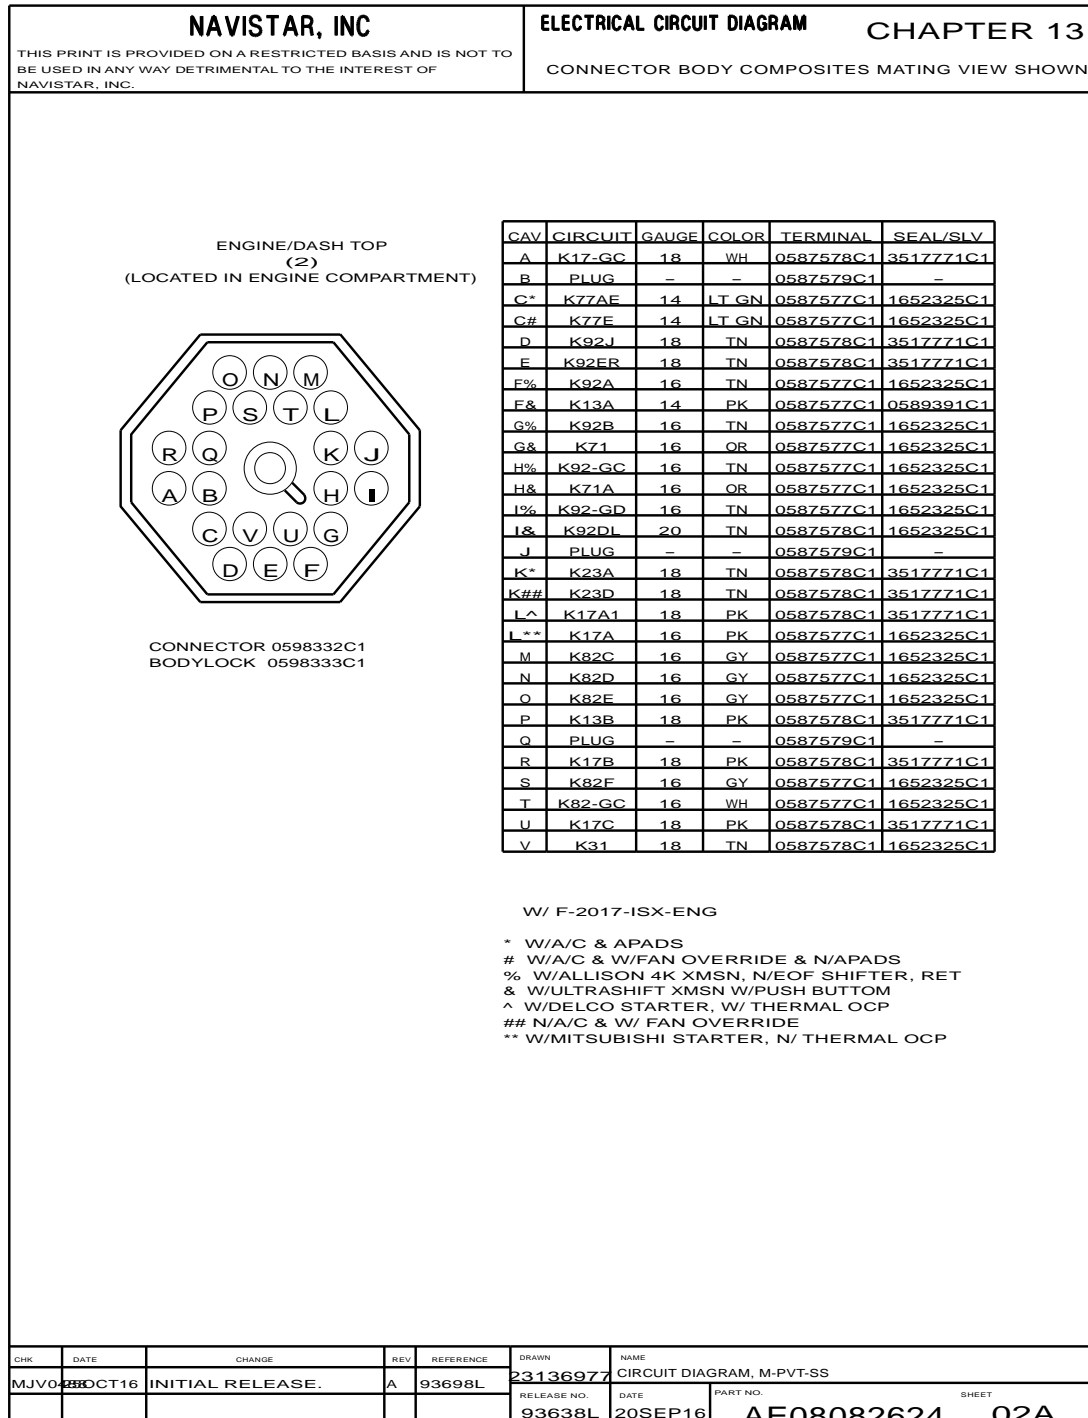 NAVISTAR, INC
THIS PRINT IS PROVIDED ON A RESTRICTED BASIS AND IS NOT TO
BE USED IN ANY WAY DETRIMENTAL TO THE INTEREST OF
NAVISTAR, INC.
ELECTRICAL CIRCUIT DIAGRAM CHAPTER 13
CONNECTOR BODY COMPOSITES MATING VIEW SHOWN
ENGINE/DASH TOP
(2)
(LOCATED IN ENGINE COMPARTMENT)
O N M
P S T L
R Q K J
A B H I
C V U G
D E F
CONNECTOR 0598332C1
BODYLOCK 0598333C1
CAV CIRCUIT GAUGE COLOR TERMINAL SEAL/SLV
A K17-GC 18 WH 0587578C1 3517771C1
B PLUG – – 0587579C1 –
C* K77AE 14 LT GN 0587577C1 1652325C1
C# K77E 14 LT GN 0587577C1 1652325C1
D K92J 18 TN 0587578C1 3517771C1
E K92ER 18 TN 0587578C1 3517771C1
F% K92A 16 TN 0587577C1 1652325C1
F& K13A 14 PK 0587577C1 0589391C1
G% K92B 16 TN 0587577C1 1652325C1
G& K71 16 OR 0587577C1 1652325C1
H% K92-GC 16 TN 0587577C1 1652325C1
H& K71A 16 OR 0587577C1 1652325C1
I% K92-GD 16 TN 0587577C1 1652325C1
I& K92DL 20 TN 0587578C1 1652325C1
J PLUG – – 0587579C1 –
K* K23A 18 TN 0587578C1 3517771C1
K## K23D 18 TN 0587578C1 3517771C1
L^ K17A1 18 PK 0587578C1 3517771C1
L** K17A 16 PK 0587577C1 1652325C1
M K82C 16 GY 0587577C1 1652325C1
N K82D 16 GY 0587577C1 1652325C1
O K82E 16 GY 0587577C1 1652325C1
P K13B 18 PK 0587578C1 3517771C1
Q PLUG – – 0587579C1 –
R K17B 18 PK 0587578C1 3517771C1
S K82F 16 GY 0587577C1 1652325C1
T K82-GC 16 WH 0587577C1 1652325C1
U K17C 18 PK 0587578C1 3517771C1
V K31 18 TN 0587578C1 1652325C1
W/ F-2017-ISX-ENG
* W/A/C & APADS
# W/A/C & W/FAN OVERRIDE & N/APADS
% W/ALLISON 4K XMSN, N/EOF SHIFTER, RET
& W/ULTRASHIFT XMSN W/PUSH BUTTOM
^ W/DELCO STARTER, W/ THERMAL OCP
## N/A/C & W/ FAN OVERRIDE
** W/MITSUBISHI STARTER, N/ THERMAL OCP
CHK DATE CHANGE REV REFERENCE
INITIAL RELEASE. A 93698L
DRAWN
23136977
NAME
CIRCUIT DIAGRAM, M-PVT-SS
RELEASE NO. DATE PART NO. SHEET
93638L 20SEP16 AE08082624 02A